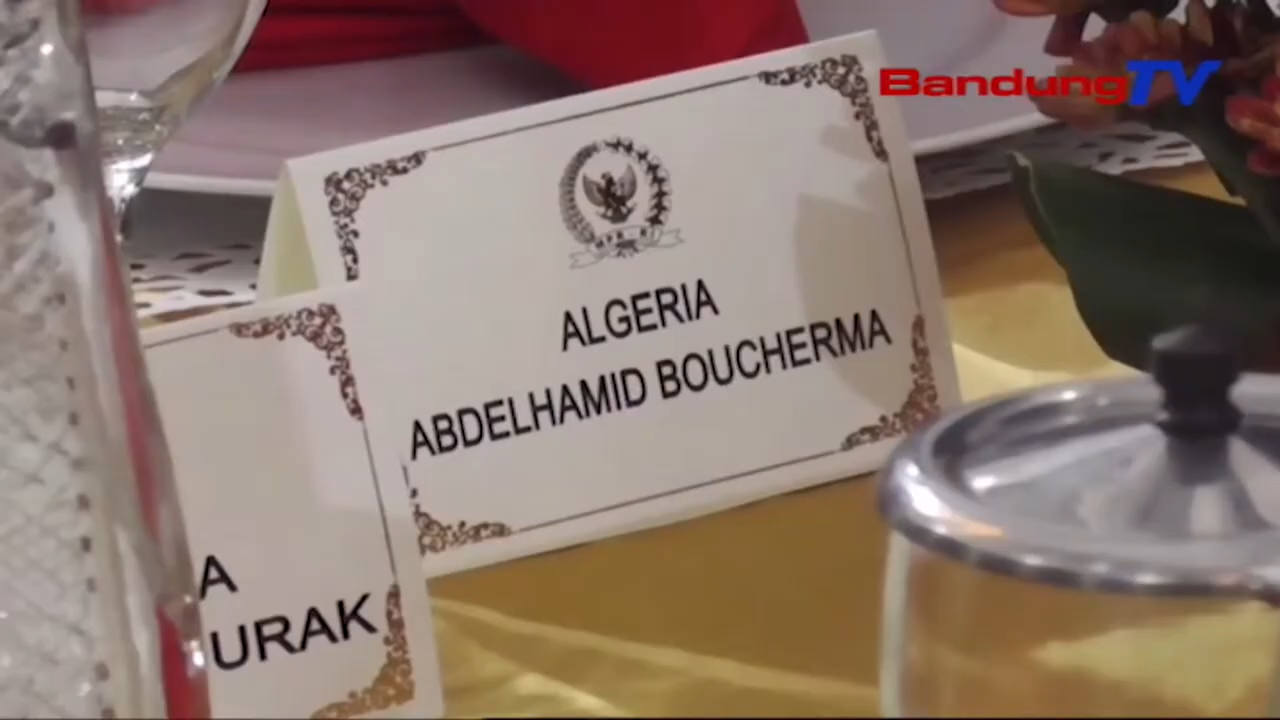 BandungTV
ALGERIA
ABDELHAMID BOUCHERMA
A
URAK